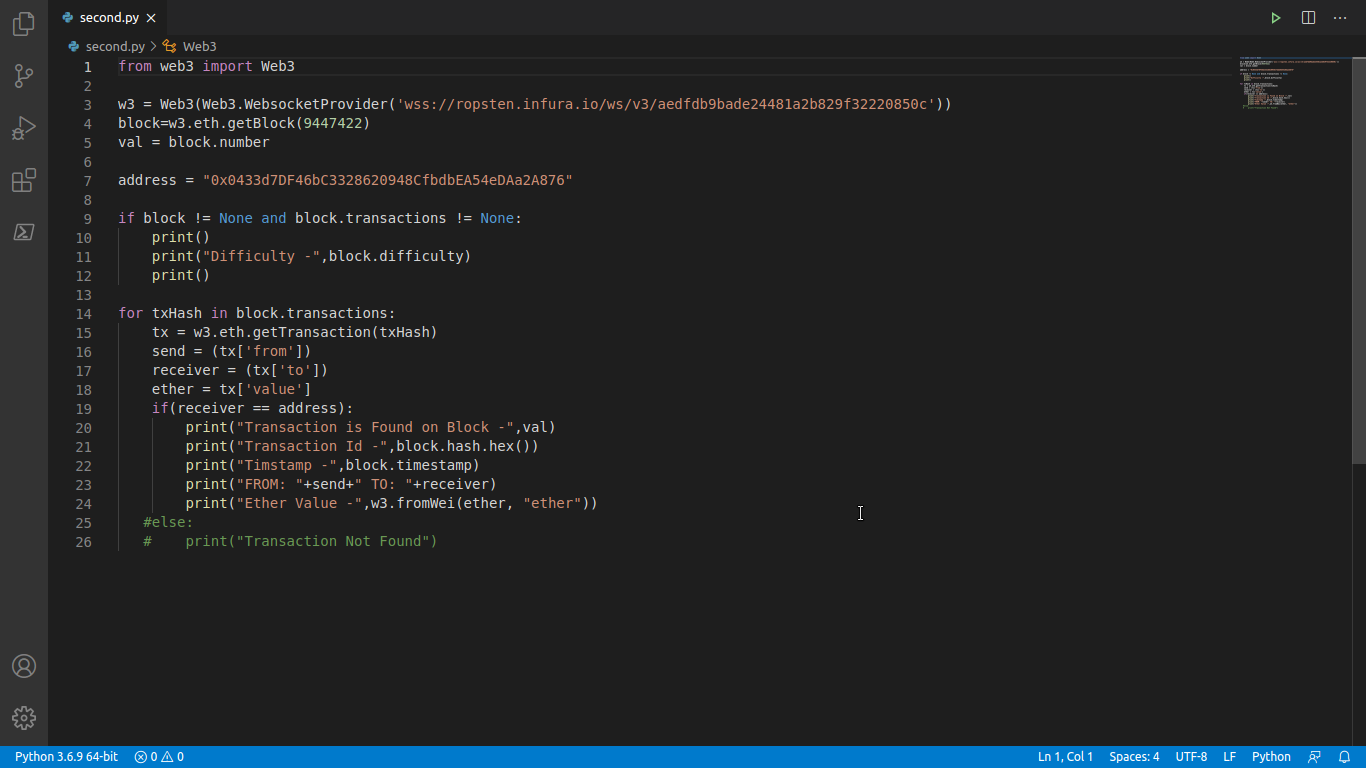 second.py
second.py > Web3
1 from web3 import Web3
2
3 w3 = Web3(Web3.WebsocketProvider('wss://ropsten.infura.io/ws/v3/aedfdb9bade24481a2b829f32220850c'))
4 block=w3.eth.getBlock(9447422)
5 val = block.number
6
7 address = "0x0433d7DF46bC3328620948CfbdbEA54eDAa2A876"
8
9 if block != None and block.transactions != None:
10     print()
11     print("Difficulty -",block.difficulty)
12     print()
13
14 for txHash in block.transactions:
15     tx = w3.eth.getTransaction(txHash)
16     send = (tx['from'])
17     receiver = (tx['to'])
18     ether = tx['value']
19     if(receiver == address):
20         print("Transaction is Found on Block -",val)
21         print("Transaction Id -",block.hash.hex())
22         print("Timstamp -",block.timestamp)
23         print("FROM: "+send+" TO: "+receiver)
24         print("Ether Value -",w3.fromWei(ether, "ether"))
25    #else:
26    #    print("Transaction Not Found")
Python 3.6.9 64-bit 0 0 Ln 1, Col 1 Spaces: 4 UTF-8 LF Python